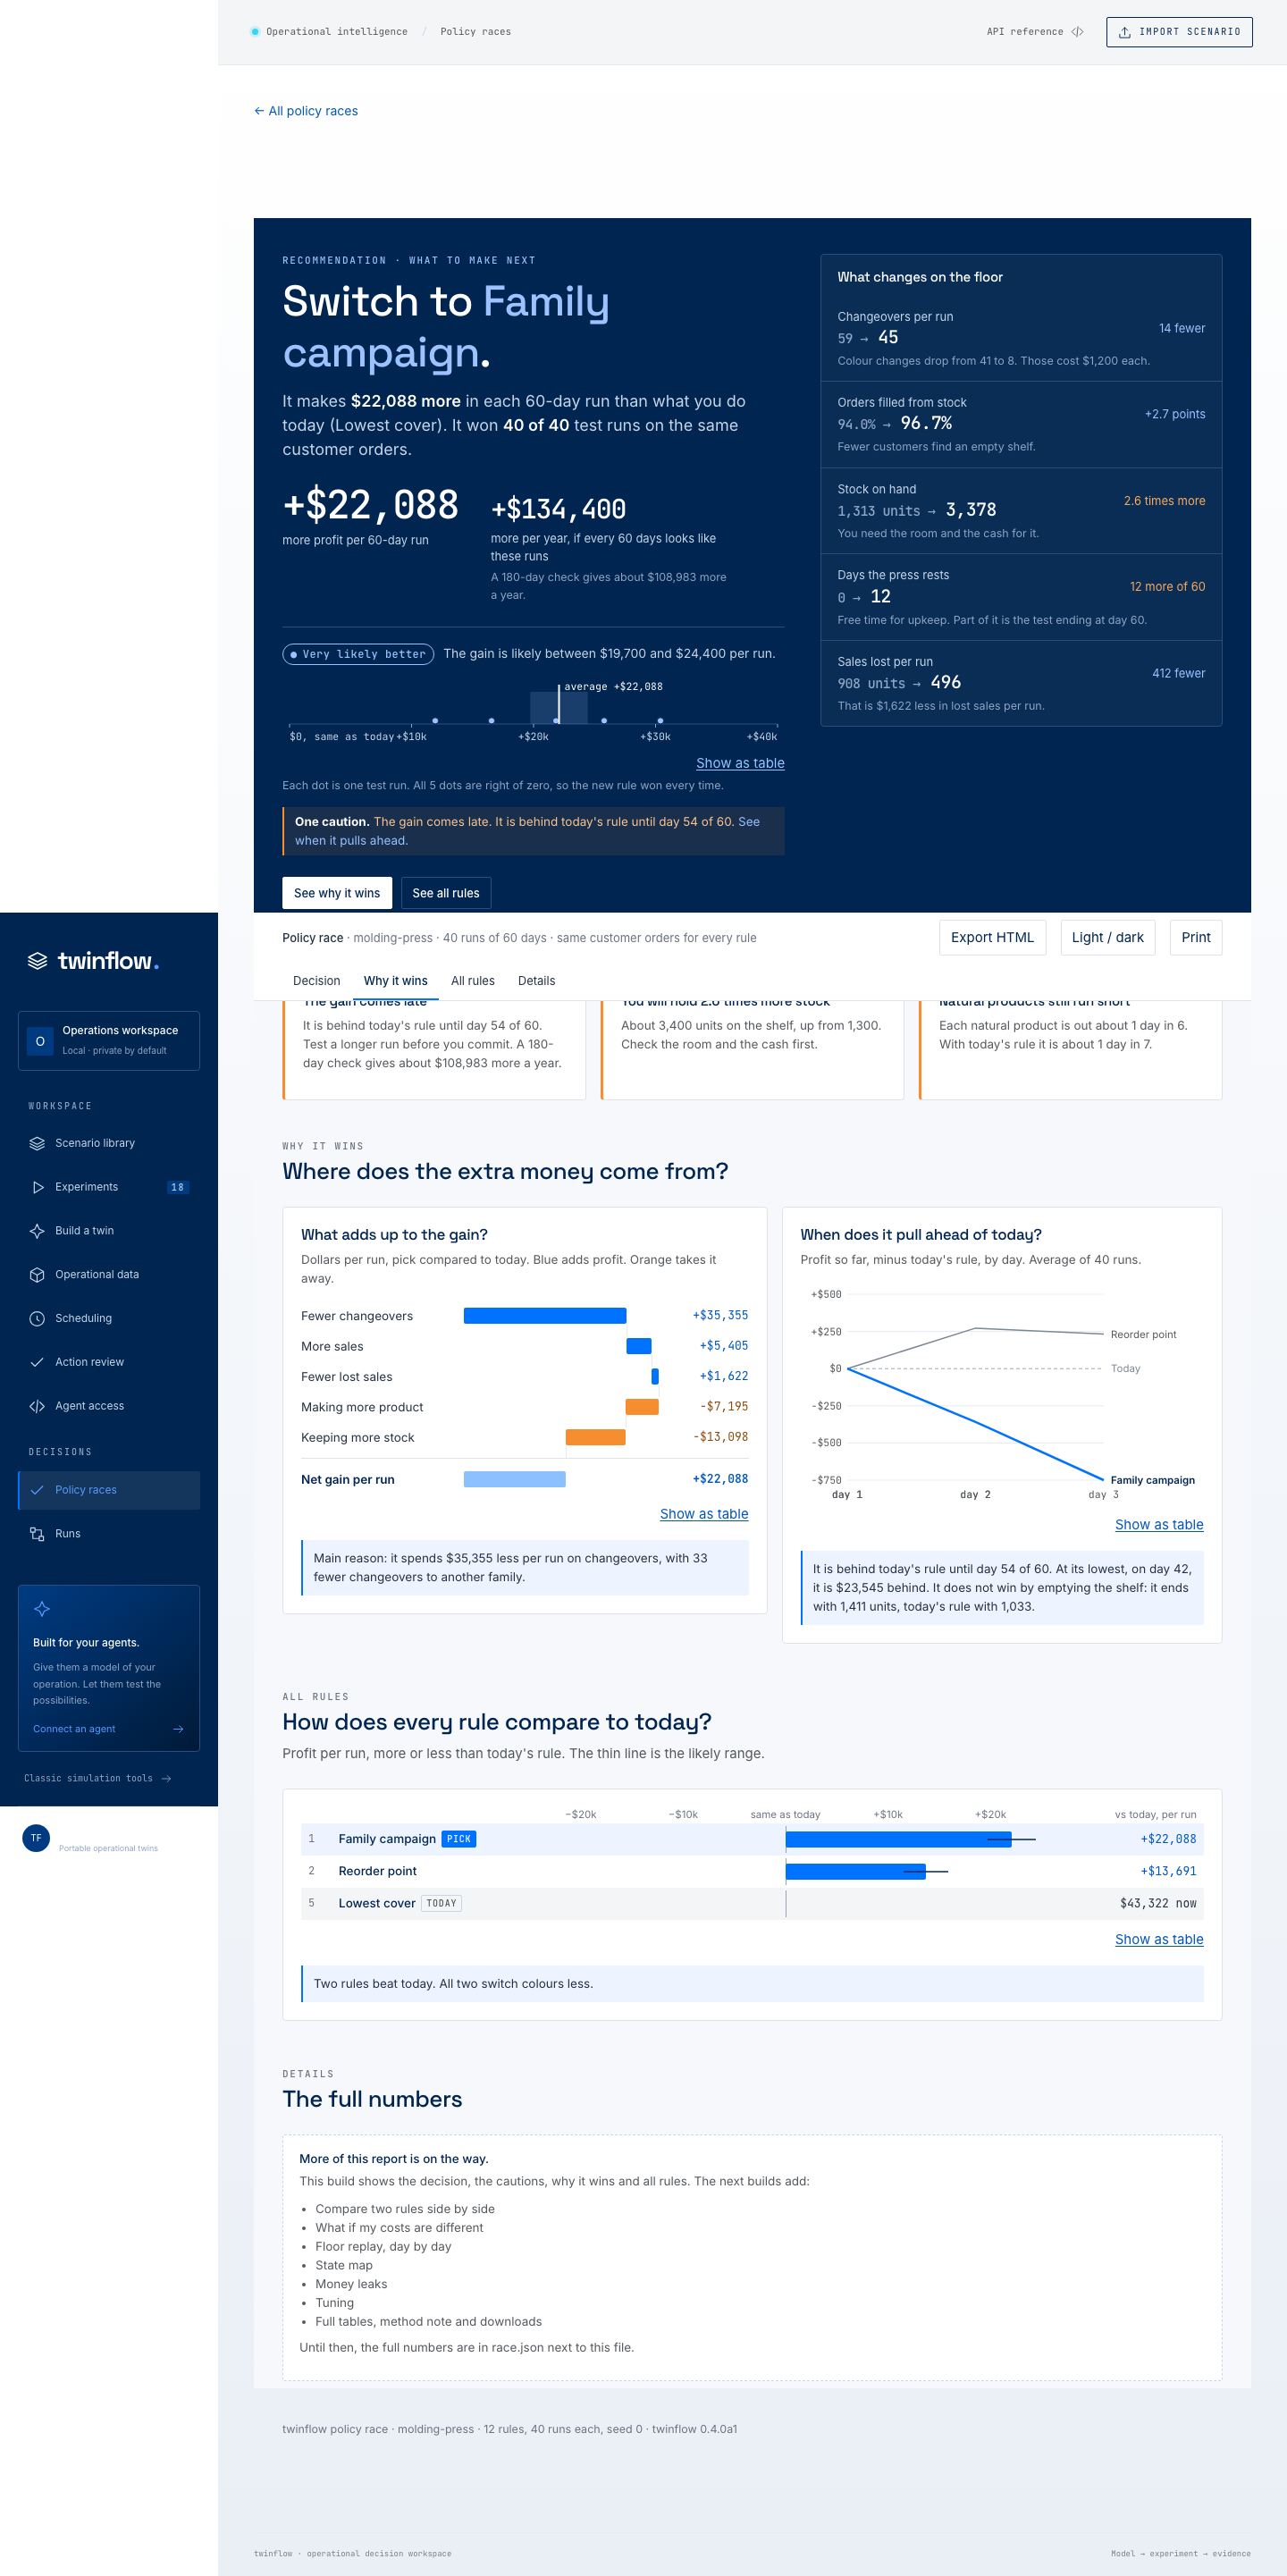 Operational intelligence / Policy races
API reference
IMPORT SCENARIO
← All policy races
RECOMMENDATION · WHAT TO MAKE NEXT
Switch to Family
campaign.
It makes $22,088 more in each 60-day run than what you do
today (Lowest cover). It won 40 of 40 test runs on the same
customer orders.
+$22,088
more profit per 60-day run
+$134,400
more per year, if every 60 days looks like
these runs
A 180-day check gives about $108,983 more
a year.
Very likely better
The gain is likely between $19,700 and $24,400 per run.
average +$22,088
$0, same as today +$10k +$20k +$30k +$40k
Show as table
Each dot is one test run. All 5 dots are right of zero, so the new rule won every time.
One caution. The gain comes late. It is behind today's rule until day 54 of 60. See
when it pulls ahead.
See why it wins
See all rules
What changes on the floor
Changeovers per run
59 → 45
14 fewer
Colour changes drop from 41 to 8. Those cost $1,200 each.
Orders filled from stock
94.0% → 96.7%
+2.7 points
Fewer customers find an empty shelf.
Stock on hand
1,313 units → 3,378
2.6 times more
You need the room and the cash for it.
Days the press rests
0 → 12
12 more of 60
Free time for upkeep. Part of it is the test ending at day 60.
Sales lost per run
908 units → 496
412 fewer
That is $1,622 less in lost sales per run.
Policy race · molding-press · 40 runs of 60 days · same customer orders for every rule
Export HTML
Light / dark
Print
Decision
Why it wins
All rules
Details
The gain comes late
It is behind today's rule until day 54 of 60.
Test a longer run before you commit. A 180-
day check gives about $108,983 more a year.
You will hold 2.6 times more stock
About 3,400 units on the shelf, up from 1,300.
Check the room and the cash first.
Natural products still run short
Each natural product is out about 1 day in 6.
With today's rule it is about 1 day in 7.
twinflow.
O
Operations workspace
Local · private by default
WORKSPACE
Scenario library
Experiments
18
Build a twin
Operational data
Scheduling
Action review
Agent access
DECISIONS
Policy races
Runs
Built for your agents.
Give them a model of your
operation. Let them test the
possibilities.
Connect an agent →
Classic simulation tools →
TF
Portable operational twins
WHY IT WINS
Where does the extra money come from?
What adds up to the gain?
Dollars per run, pick compared to today. Blue adds profit. Orange takes it
away.
Fewer changeovers +$35,355
More sales +$5,405
Fewer lost sales +$1,622
Making more product -$7,195
Keeping more stock -$13,098
Net gain per run +$22,088
Show as table
Main reason: it spends $35,355 less per run on changeovers, with 33
fewer changeovers to another family.
When does it pull ahead of today?
Profit so far, minus today's rule, by day. Average of 40 runs.
+$500
+$250
Reorder point
$0
Today
-$250
-$500
-$750
Family campaign
day 1 day 2 day 3
Show as table
It is behind today's rule until day 54 of 60. At its lowest, on day 42,
it is $23,545 behind. It does not win by emptying the shelf: it ends
with 1,411 units, today's rule with 1,033.
ALL RULES
How does every rule compare to today?
Profit per run, more or less than today's rule. The thin line is the likely range.
−$20k −$10k same as today +$10k +$20k vs today, per run
1 Family campaign PICK +$22,088
2 Reorder point +$13,691
5 Lowest cover TODAY $43,322 now
Show as table
Two rules beat today. All two switch colours less.
DETAILS
The full numbers
More of this report is on the way.
This build shows the decision, the cautions, why it wins and all rules. The next builds add:
• Compare two rules side by side
• What if my costs are different
• Floor replay, day by day
• State map
• Money leaks
• Tuning
• Full tables, method note and downloads
Until then, the full numbers are in race.json next to this file.
twinflow policy race · molding-press · 12 rules, 40 runs each, seed 0 · twinflow 0.4.0a1
twinflow · operational decision workspace
Model → experiment → evidence